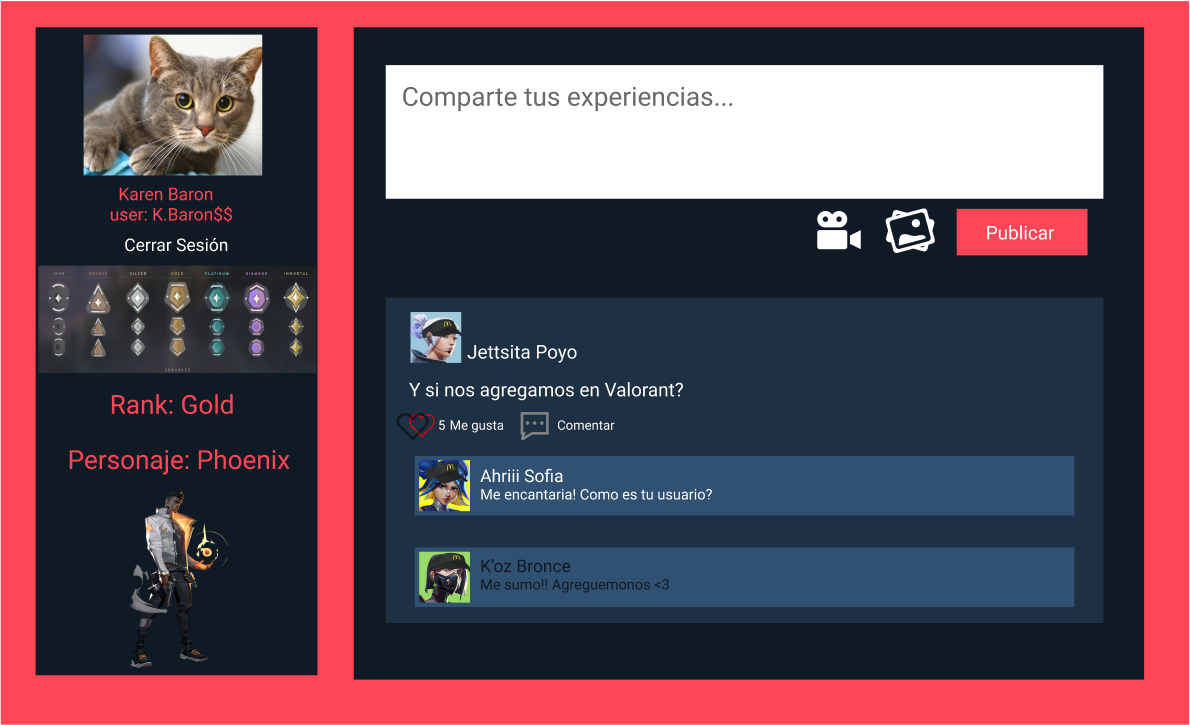 Karen Baron
user: K.Baron$$
Cerrar Sesión
IRON BRONZE SILVER GOLD PLATINUM DIAMOND IMMORTAL
Rank: Gold
Personaje: Phoenix
Comparte tus experiencias...
Publicar
Jettsita Poyo
Y si nos agregamos en Valorant?
5 Me gusta
Comentar
Ahriii Sofia
Me encantaria! Como es tu usuario?
K'oz Bronce
Me sumo!! Agreguemonos <3